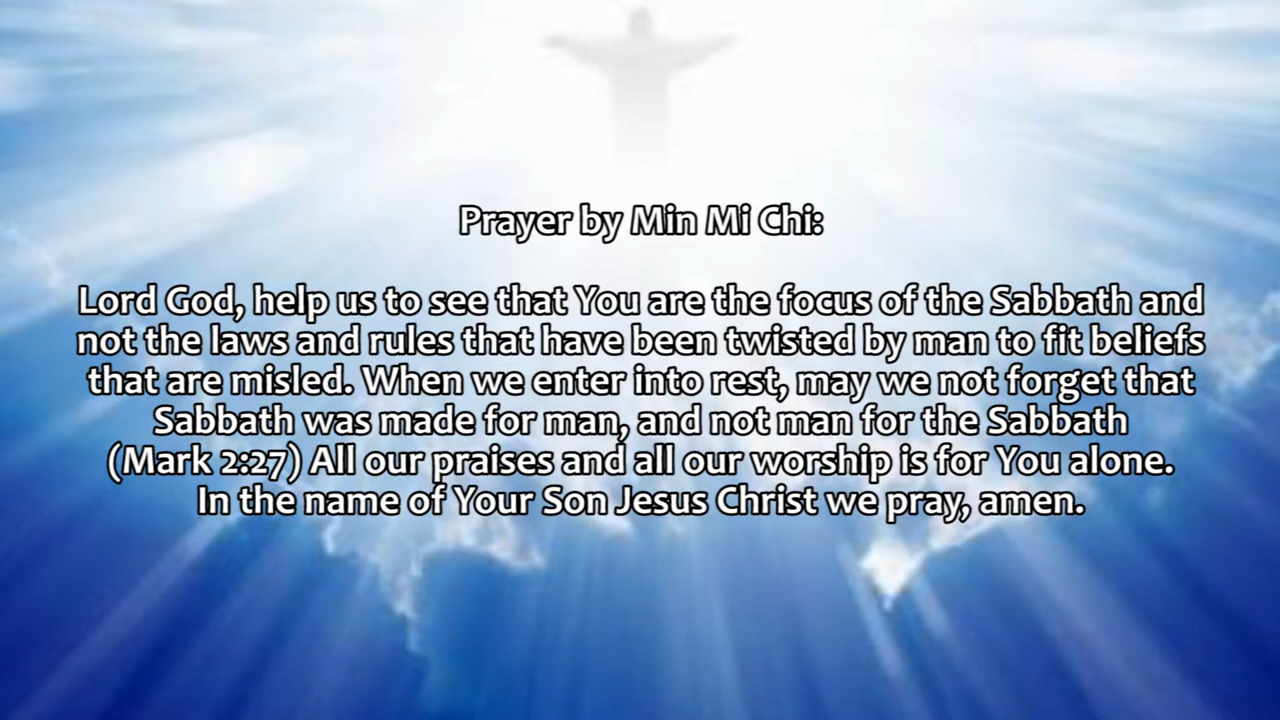 Prayer by Min Mi Chi:
Lord God, help us to see that You are the focus of the Sabbath and
not the laws and rules that have been twisted by man to fit beliefs
that are misled. When we enter into rest, may we not forget that
Sabbath was made for man, and not man for the Sabbath
(Mark 2:27) All our praises and all our worship is for You alone.
In the name of Your Son Jesus Christ we pray, amen.